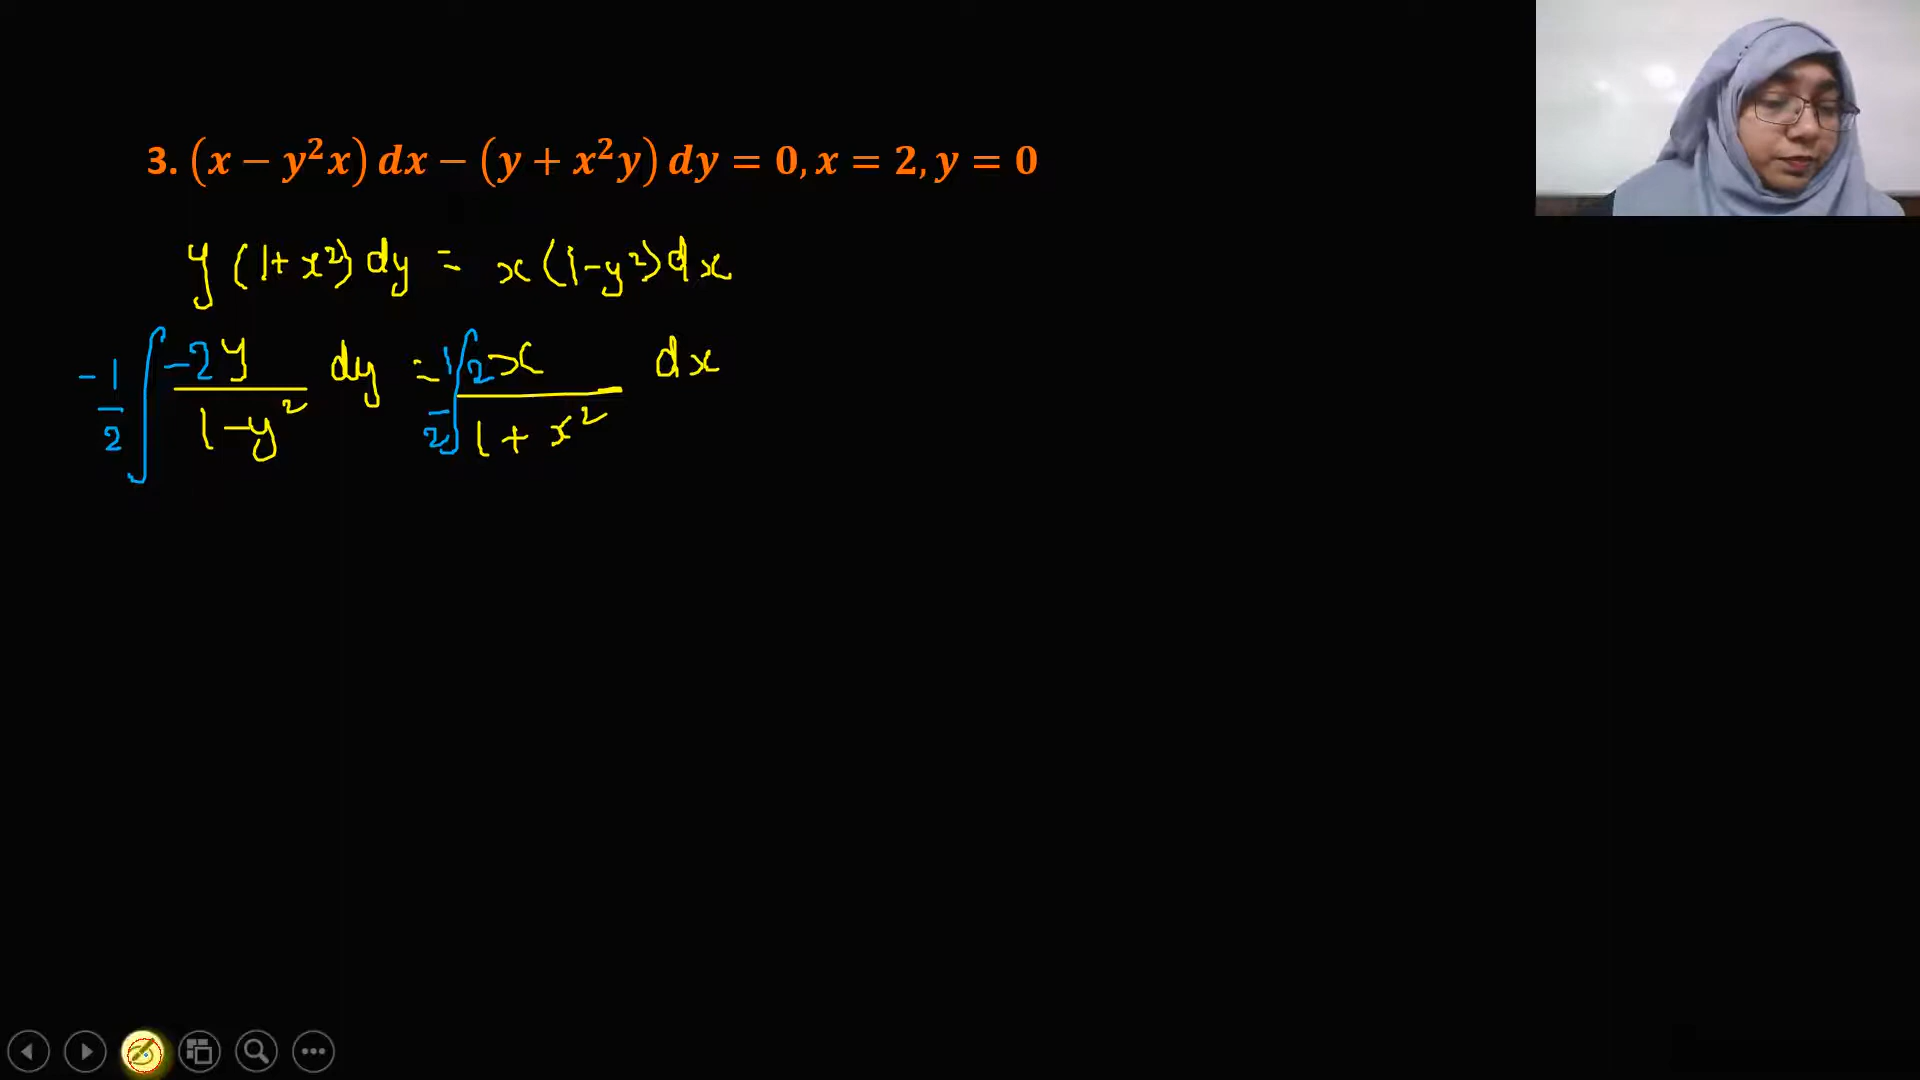 3. (x − y²x) dx − (y + x²y) dy = 0, x = 2, y = 0
y (1+ x²) dy = x (1-y²) dx
-1/2 ∫ -2y/(1-y²) dy = 1/2 ∫ 2x/(1+x²) dx